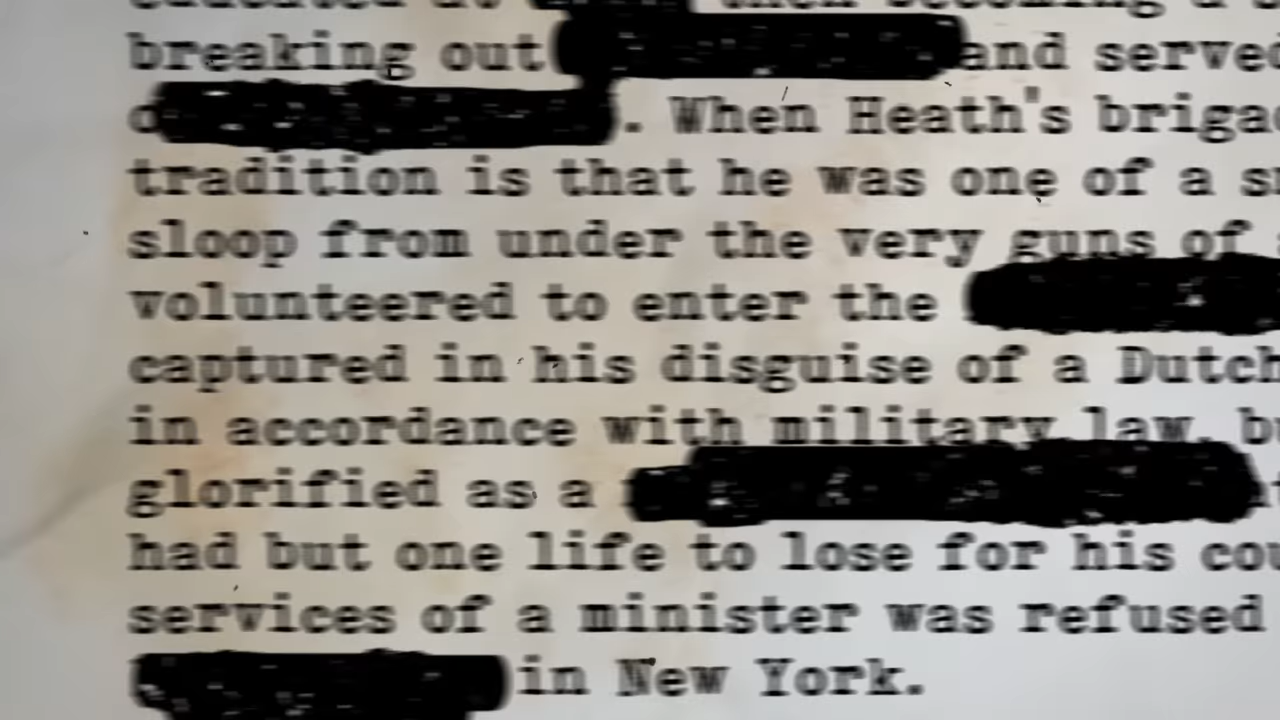 breaking out and served
. When Heath's
tradition is that he was one of a
sloop from under the very guns of
volunteered to enter the
captured in his disguise of a Dutch
in accordance with military law,
glorified as a
had but one life to lose for his
services of a minister was refused
in New York.